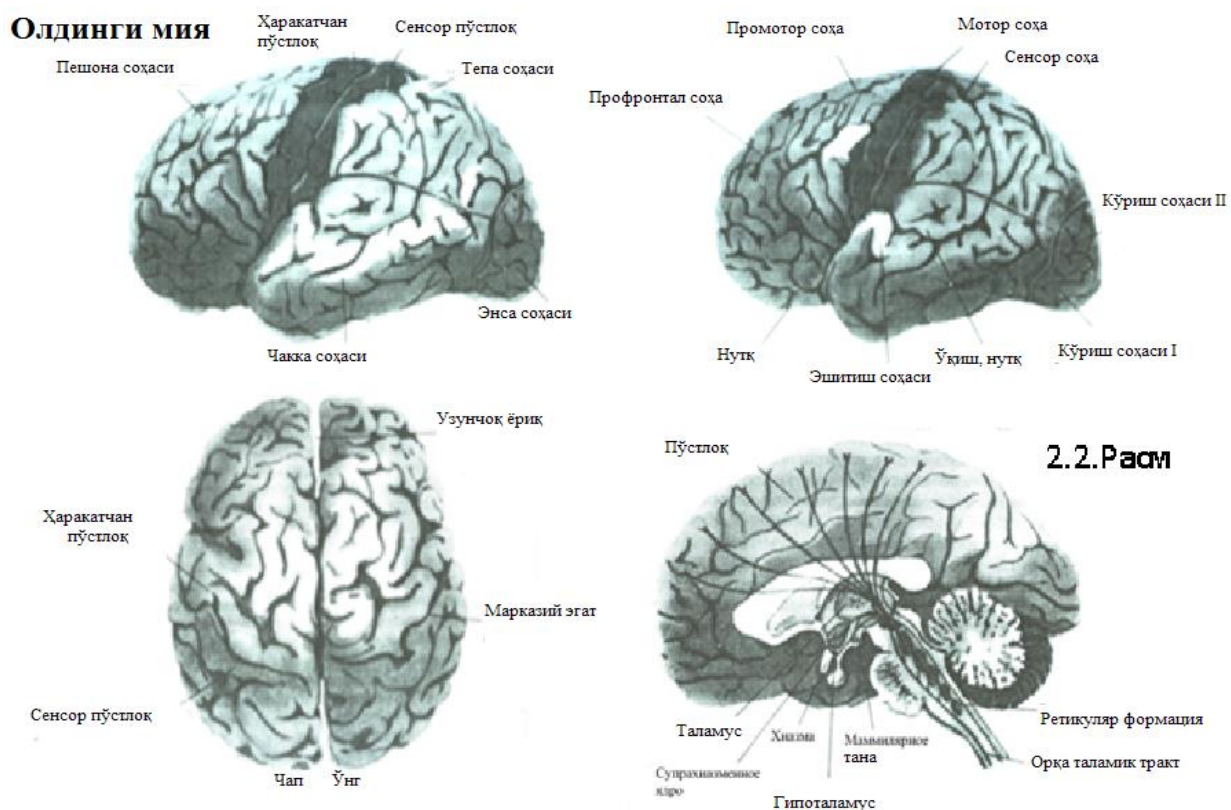 Олдинги мия
Ҳаракатчан
пўстлоқ
Сенсор пўстлоқ
Пешона соҳаси
Тепа соҳаси
Энса соҳаси
Чакка соҳаси
Промотор соҳа
Мотор соҳа
Сенсор соҳа
Профронтал соҳа
Кўриш соҳаси II
Нутқ
Эшитиш соҳаси
Ўқиш, нутқ
Кўриш соҳаси I
Узунчоқ ёриқ
Ҳаракатчан
пўстлоқ
Марказий эгат
Сенсор пўстлоқ
Чап
Ўнг
Пўстлоқ
2.2.Расм
Таламус
Хиазма
Маммилярное
тана
Ретикуляр формация
Супрахиазменное
ядро
Орқа таламик тракт
Гипоталамус